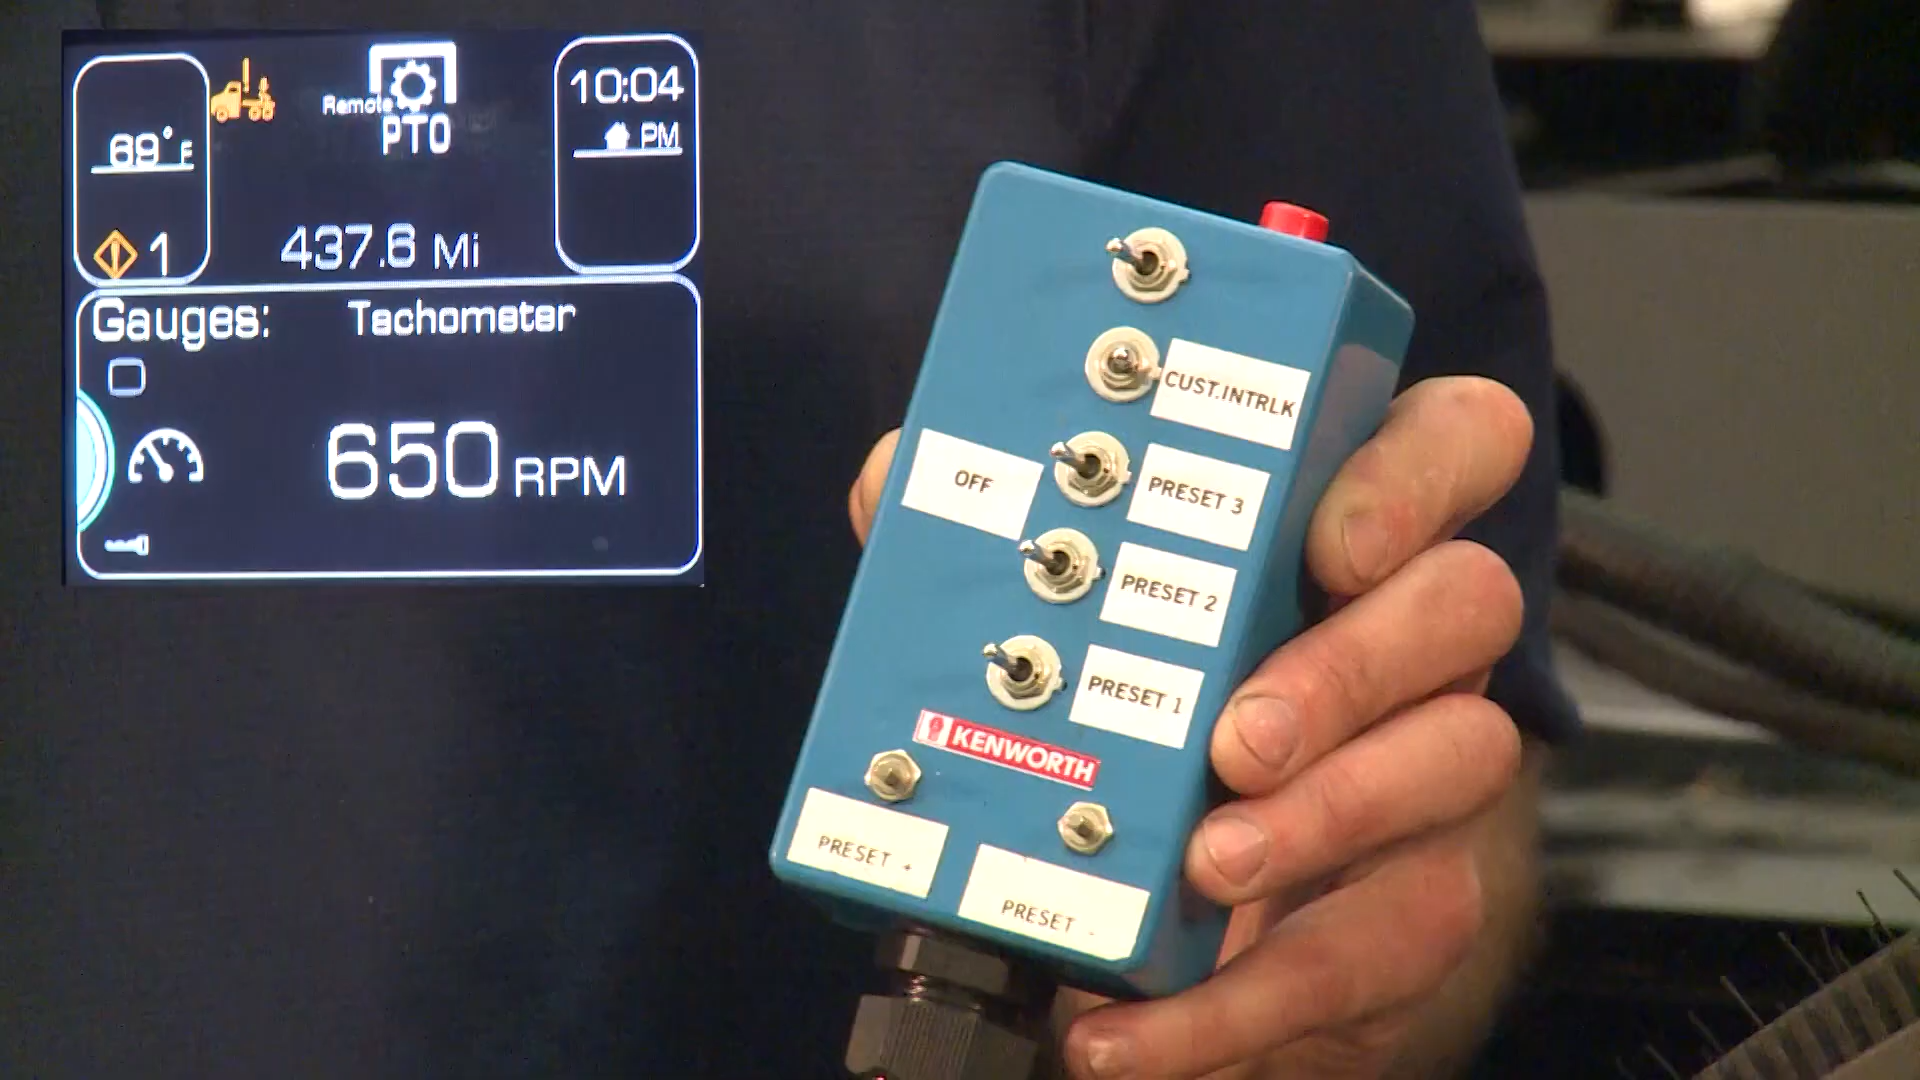 69°F
Remote
PTO
10:04
PM
1
437.6 Mi
Gauges: Tachometer
650 RPM
CUST.INTRLK
OFF
PRESET 3
PRESET 2
PRESET 1
KENWORTH
PRESET +
PRESET -